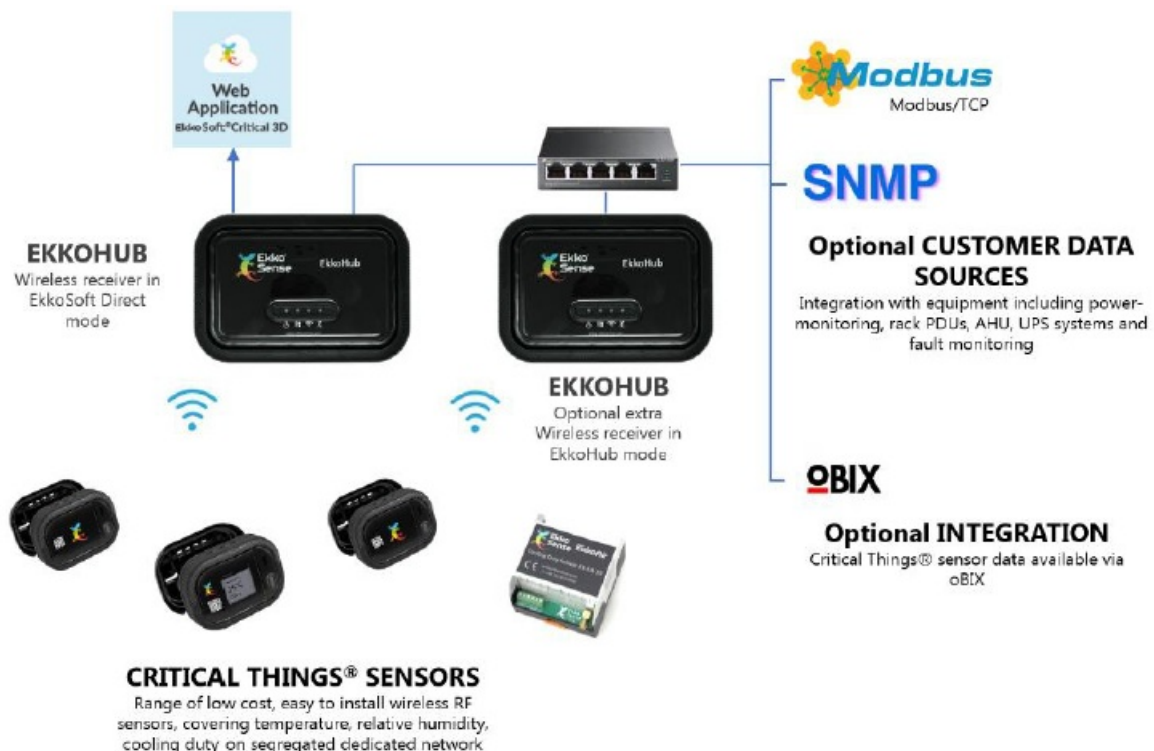 Web
Application
EkkoSoft®Critical 3D
Modbus
Modbus/TCP
SNMP
EKKOHUB
Wireless receiver in
EkkoSoft Direct
mode
Ekko
Sense
EkkoHub
Ekko
Sense
EkkoHub
Optional CUSTOMER DATA
SOURCES
Integration with equipment including power-
monitoring, rack PDUs, AHU, UPS systems and
fault monitoring
EKKOHUB
Optional extra
Wireless receiver in
EkkoHub mode
oBIX
Optional INTEGRATION
Critical Things® sensor data available via
oBIX
Ekko
Sense
EkkoAir
CE
CRITICAL THINGS® SENSORS
Range of low cost, easy to install wireless RF
sensors, covering temperature, relative humidity,
cooling duty on segregated dedicated network